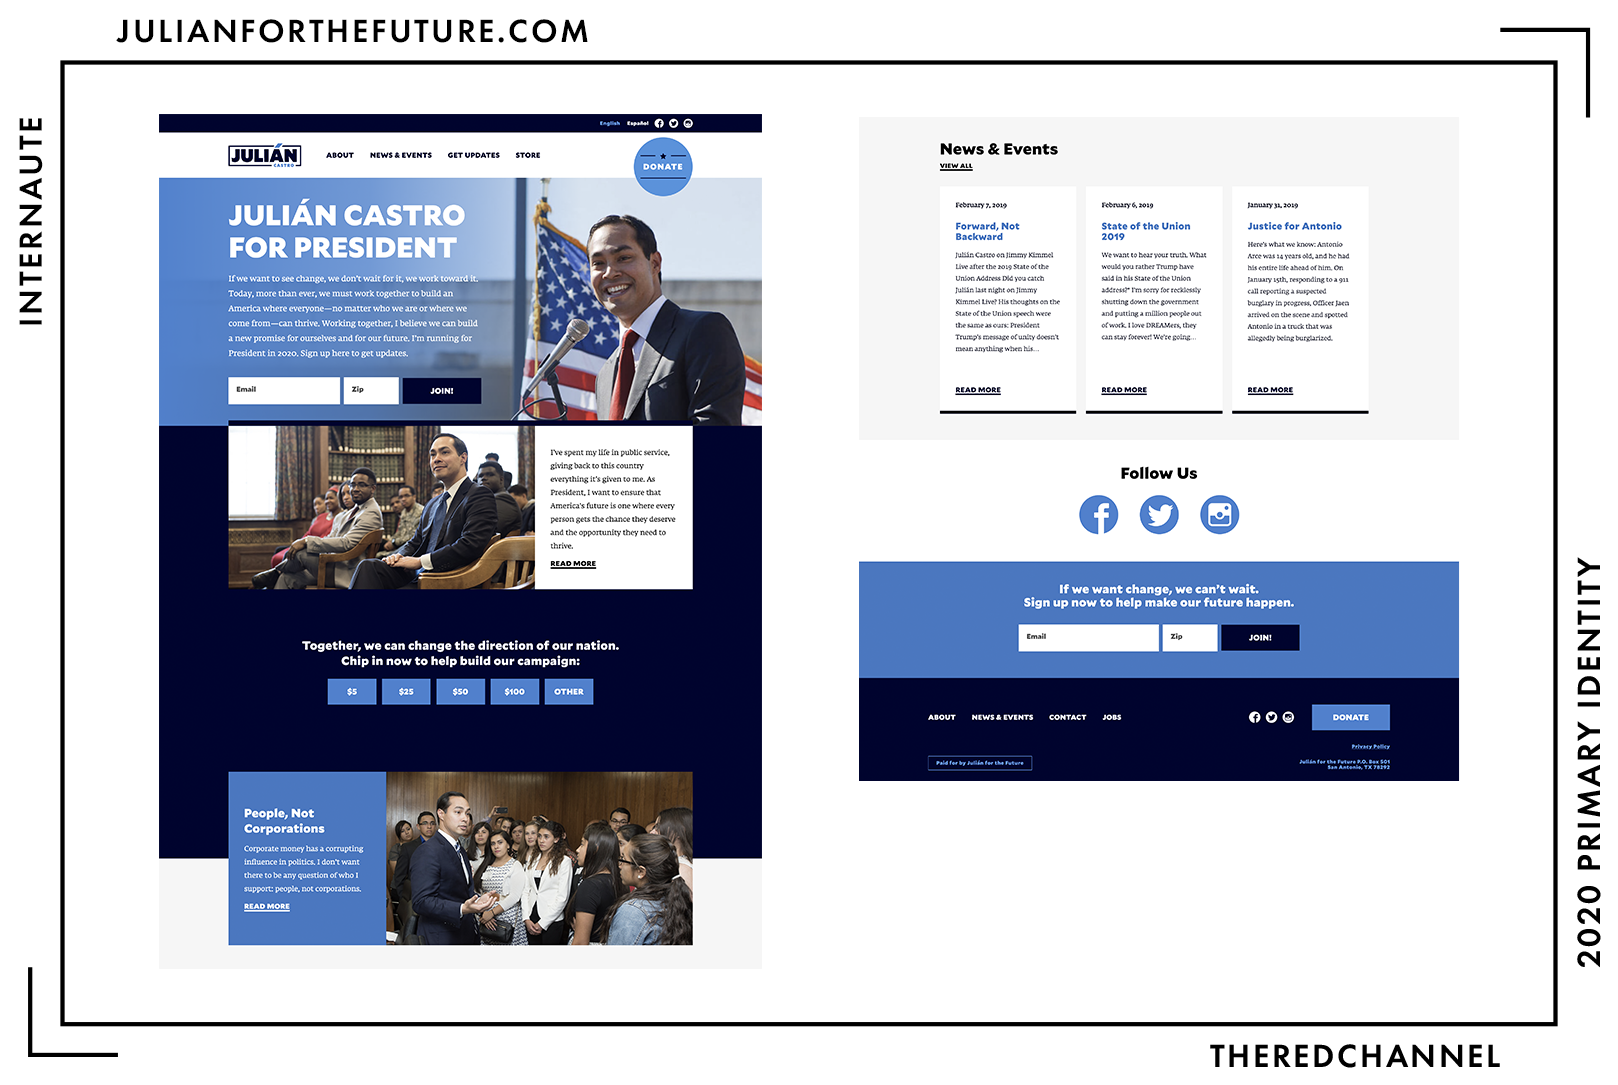 JULIANFORTHEFUTURE.COM
INTERNAUTE
English Español
JULIÁN
CASTRO
ABOUT NEWS & EVENTS GET UPDATES STORE
DONATE
JULIÁN CASTRO
FOR PRESIDENT
If we want to see change, we don't wait for it, we work toward it.
Today, more than ever, we must work together to build an
America where everyone—no matter who we are or where we
come from—can thrive. Working together, I believe we can build
a new promise for ourselves and for our future. I'm running for
President in 2020. Sign up here to get updates.
Email Zip JOIN!
I've spent my life in public service,
giving back to this country
everything it's given to me. As
President, I want to ensure that
America's future is one where every
person gets the chance they deserve
and the opportunity they need to
thrive.
READ MORE
Together, we can change the direction of our nation.
Chip in now to help build our campaign:
$5 $25 $50 $100 OTHER
People, Not
Corporations
Corporate money has a corrupting
influence in politics. I don't want
there to be any question of who I
support: people, not corporations.
READ MORE
News & Events
VIEW ALL
February 7, 2019
Forward, Not
Backward
Julián Castro on Jimmy Kimmel
Live after the 2019 State of the
Union Address Did you catch
Julián last night on Jimmy
Kimmel Live? His thoughts on the
State of the Union speech were
the same as ours: President
Trump's message of unity doesn't
mean anything when his...
READ MORE
February 6, 2019
State of the Union
2019
We want to hear your truth. What
would you rather Trump have
said in his State of the Union
address?* I'm sorry for recklessly
shutting down the government
and putting a million people out
of work. I love DREAMers, they
can stay forever! We're going...
READ MORE
January 31, 2019
Justice for Antonio
Here's what we know: Antonio
Arce was 14 years old, and he had
his entire life ahead of him. On
January 15th, responding to a 911
call reporting a suspected
burglary in progress, Officer Jaen
arrived on the scene and spotted
Antonio in a truck that was
allegedly being burglarized.
READ MORE
Follow Us
If we want change, we can't wait.
Sign up now to help make our future happen.
Email Zip JOIN!
ABOUT NEWS & EVENTS CONTACT JOBS
DONATE
Privacy Policy
Paid for by Julián for the Future
Julián for the Future P.O. Box 501
San Antonio, TX 78292
2020 PRIMARY IDENTITY
THEREDCHANNEL